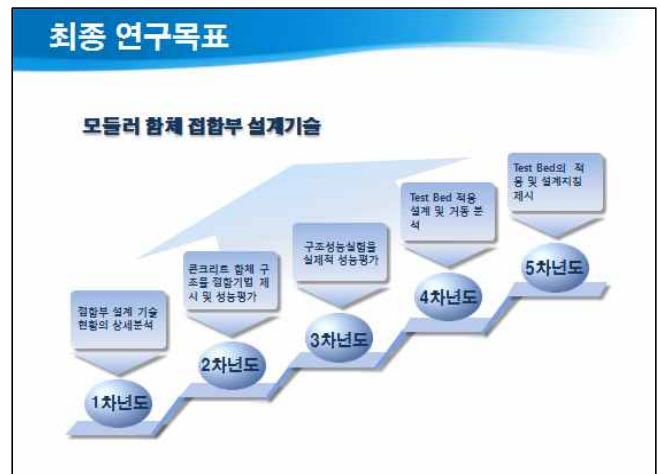 최종 연구목표
모듈러 함체 접합부 설계기술
접합부 설계 기술
현황의 상세분석
1차년도
콘크리트 함체 구
조물 접합기법 제
시 및 성능평가
2차년도
구조성능실험을
실제적 성능평가
3차년도
Test Bed 적용
설계 및 거동 분
석
4차년도
Test Bed의 적
용 및 설계지침
제시
5차년도